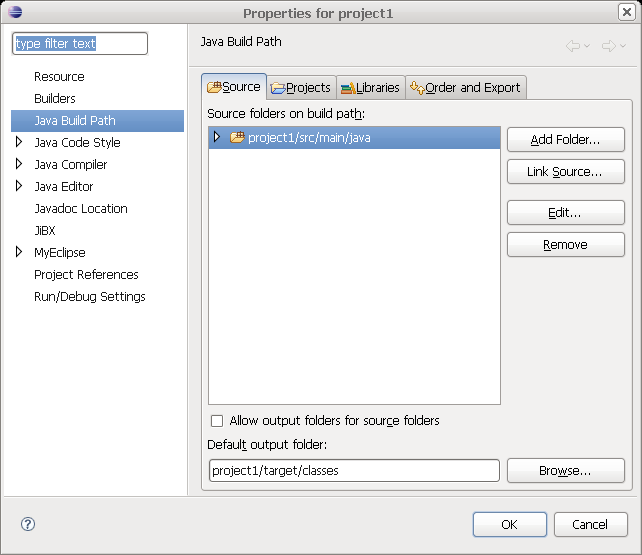 Properties for project1
type filter text
Resource
Builders
Java Build Path
Java Code Style
Java Compiler
Java Editor
Javadoc Location
JiBX
MyEclipse
Project References
Run/Debug Settings
Java Build Path
Source Projects Libraries Order and Export
Source folders on build path:
project1/src/main/java
Add Folder...
Link Source...
Edit...
Remove
Allow output folders for source folders
Default output folder:
project1/target/classes
Browse...
OK Cancel